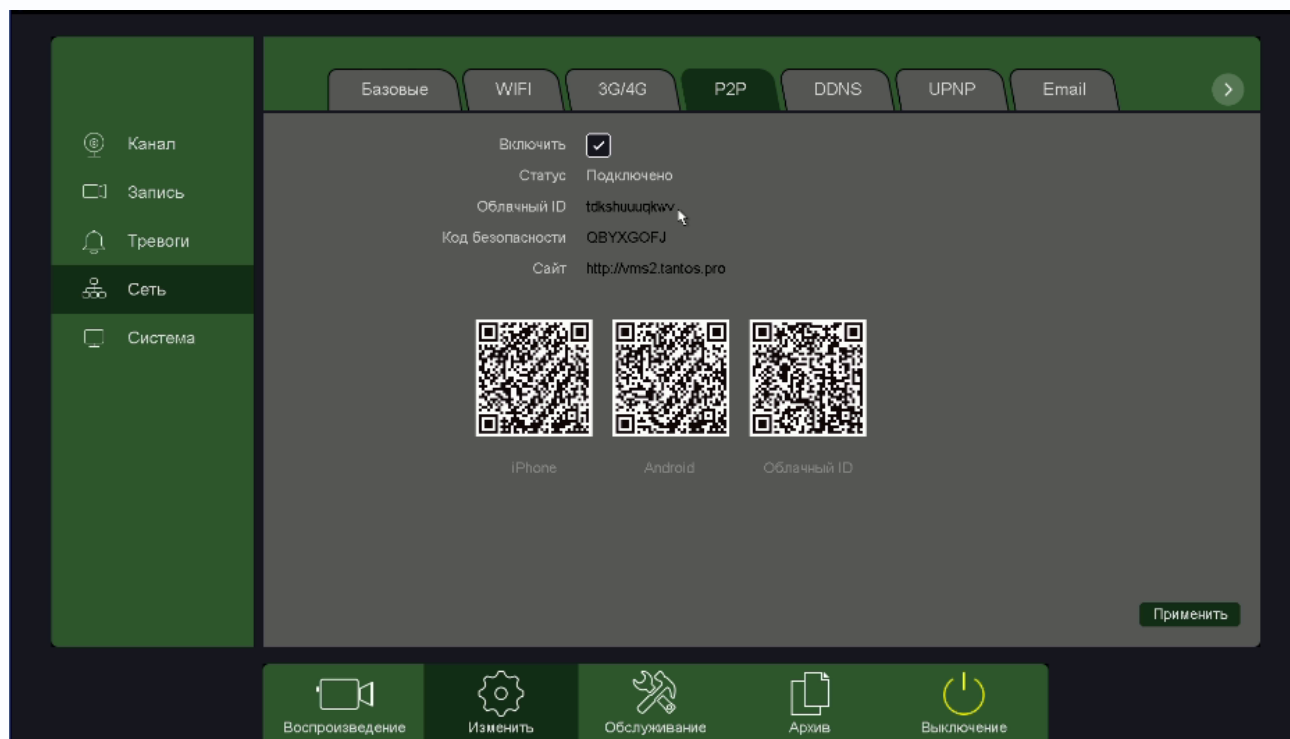 Базовые WIFI 3G/4G P2P DDNS UPNP Email
Канал
Запись
Тревоги
Сеть
Система
Включить
Статус Подключено
Облачный ID tdkshuuuqkwv
Код безопасности QBYXGOFJ
Сайт http://vms2.tantos.pro
iPhone Android Облачный ID
Применить
Воспроизведение Изменить Обслуживание Архив Выключение